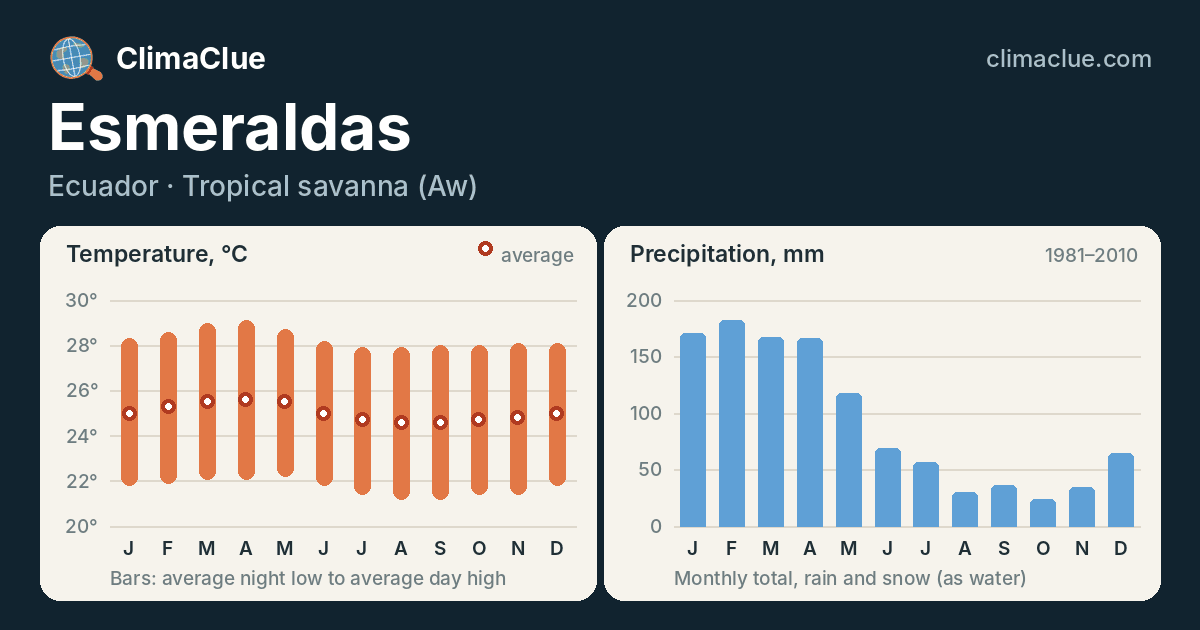 ClimaClue
climaclue.com
Esmeraldas
Ecuador · Tropical savanna (Aw)
Temperature, °C
average
30°
28°
26°
24°
22°
20°
J F M A M J J A S O N D
Bars: average night low to average day high
Precipitation, mm
1981–2010
200
150
100
50
0
J F M A M J J A S O N D
Monthly total, rain and snow (as water)